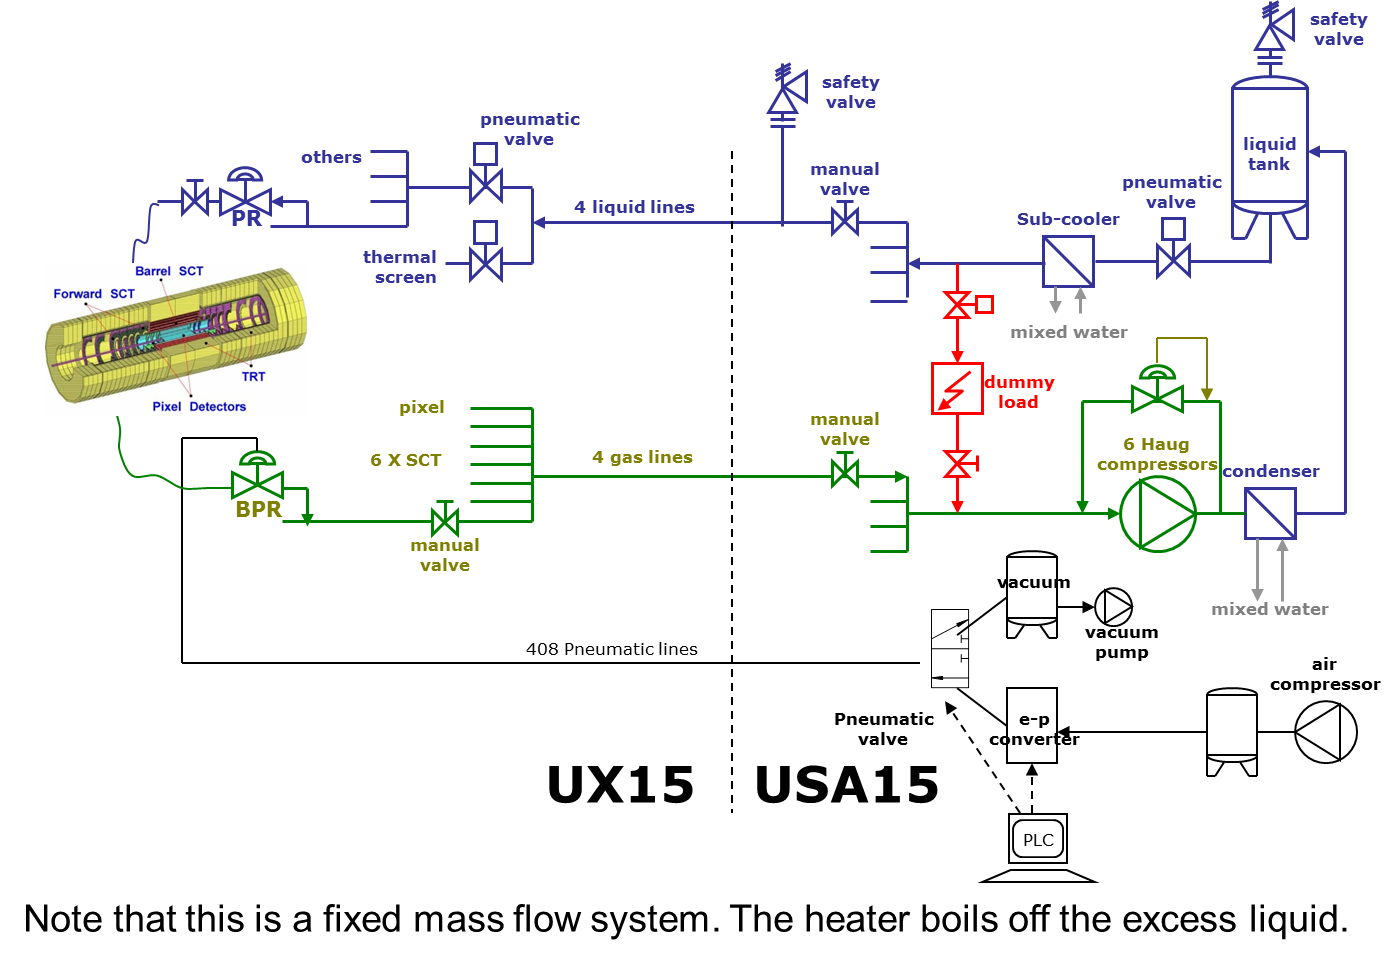 safety
valve
safety
valve
pneumatic
valve
others
liquid
tank
manual
valve
pneumatic
valve
4 liquid lines
PR
Sub-cooler
thermal
screen
Barrel SCT
Forward SCT
mixed water
TRT
Pixel Detectors
dummy
load
pixel
manual
valve
6 X SCT
4 gas lines
6 Haug
compressors
condenser
BPR
manual
valve
vacuum
mixed water
vacuum
pump
408 Pneumatic lines
air
compressor
Pneumatic
valve
e-p
converter
UX15
USA15
PLC
Note that this is a fixed mass flow system. The heater boils off the excess liquid.